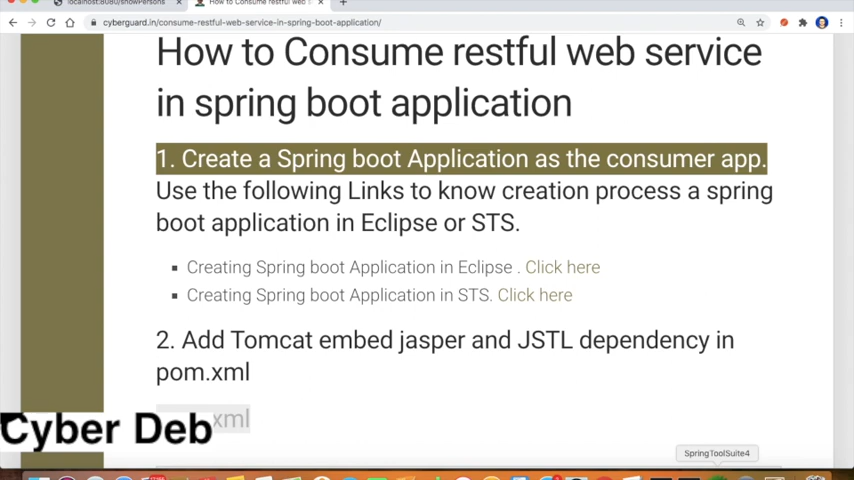 localhost:8080/showPersons
How to Consume restful web s
cyberguard.in/consume-restful-web-service-in-spring-boot-application/
How to Consume restful web service
in spring boot application
1. Create a Spring boot Application as the consumer app.
Use the following Links to know creation process a spring
boot application in Eclipse or STS.
Creating Spring boot Application in Eclipse . Click here
Creating Spring boot Application in STS. Click here
2. Add Tomcat embed jasper and JSTL dependency in
pom.xml
xml
Cyber Deb
SpringToolSuite4